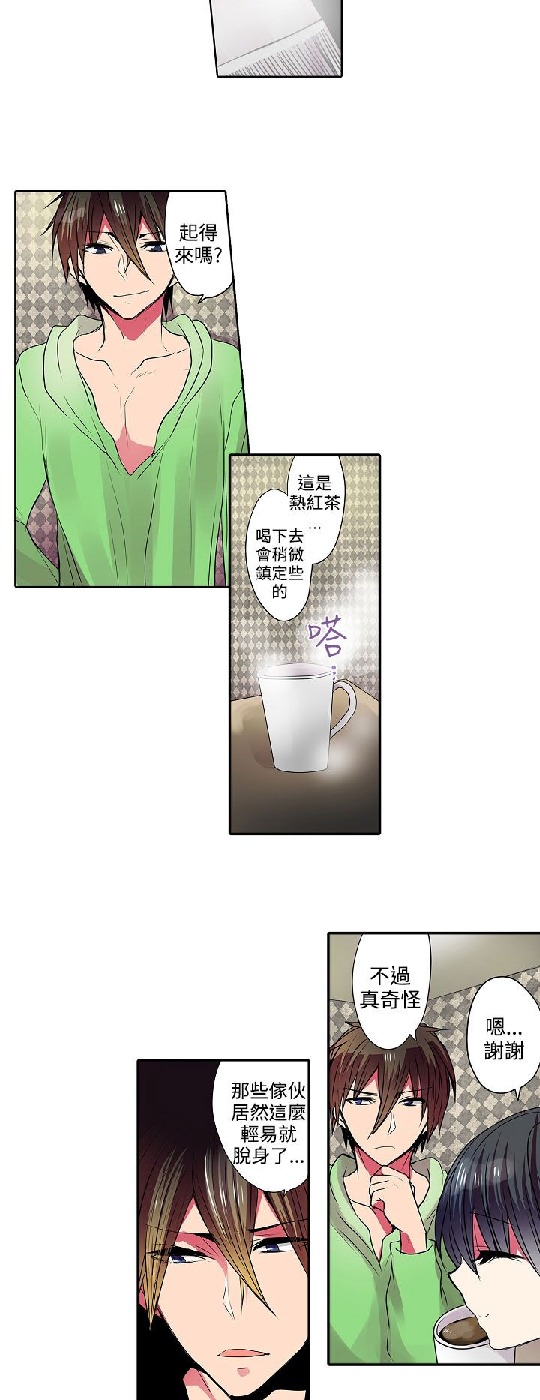 起得
來嗎?
這是
熱紅茶
...
喝下去
會稍微
鎮定些
的
嗒
嗯...
謝謝
不過
真奇怪
那些傢伙
居然這麼
輕易就
脫身了...